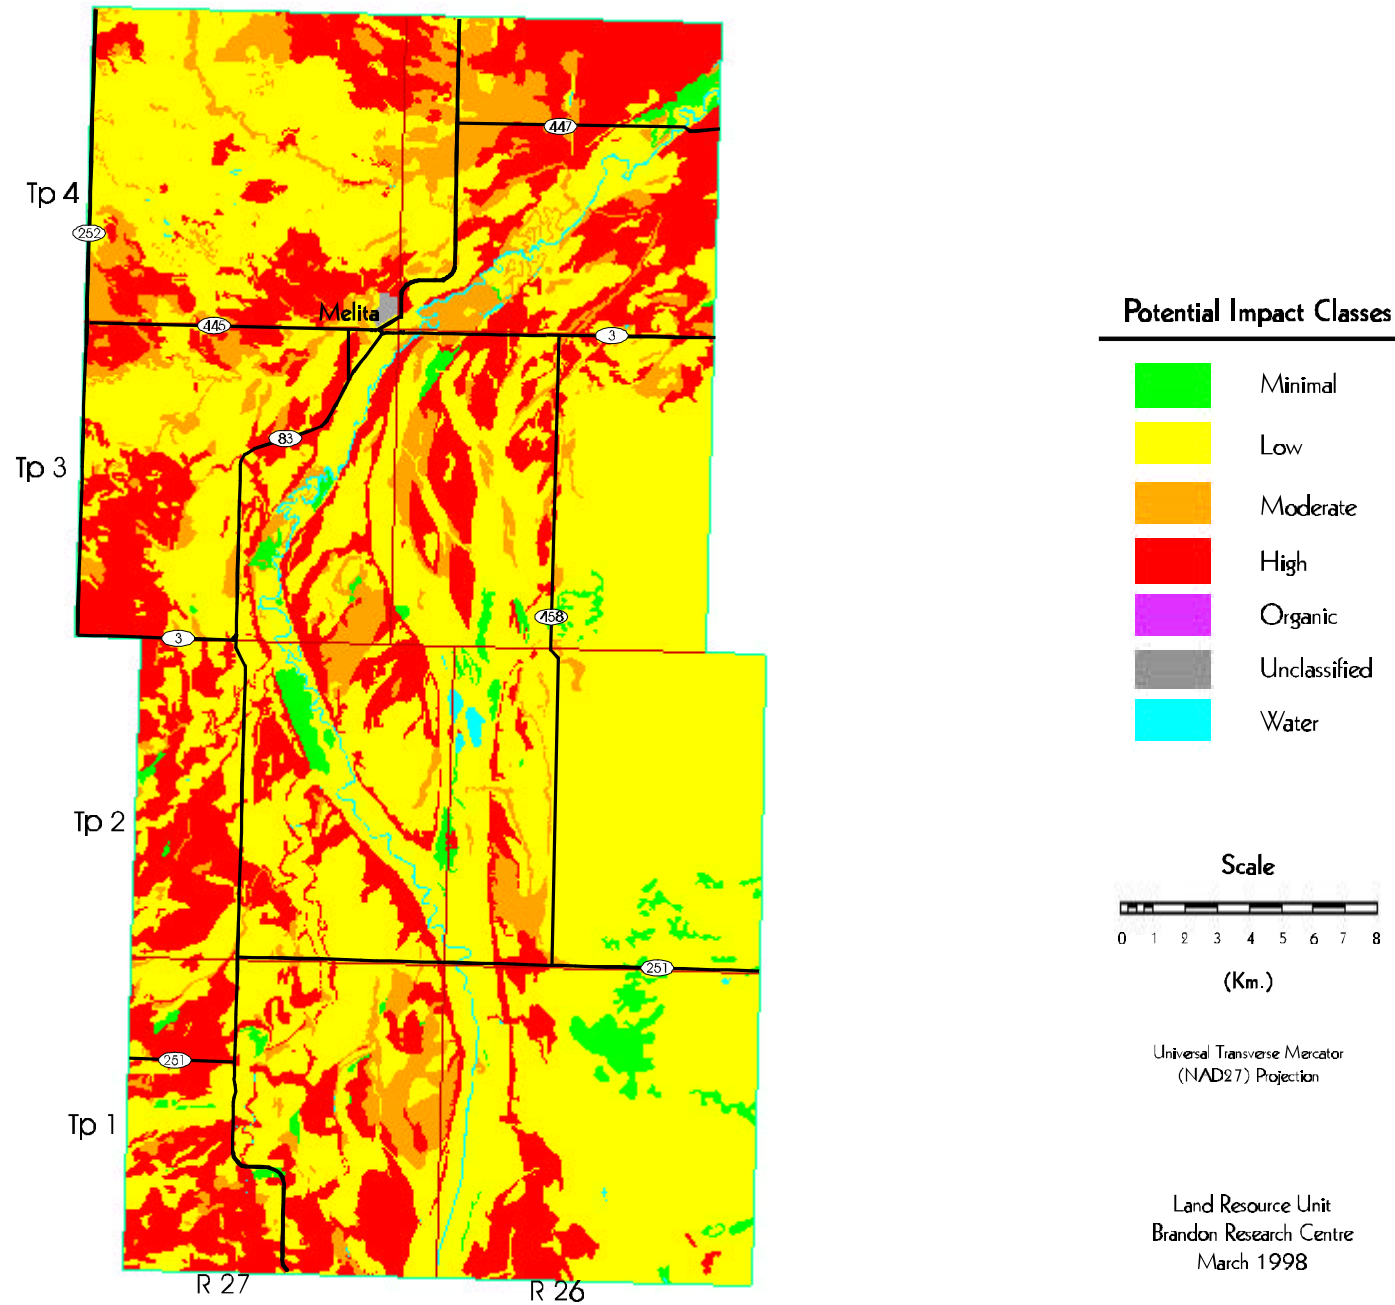 447
Tp 4
252
Melita
445
3
83
Tp 3
458
3
Tp 2
251
251
Tp 1
R 27
R 26
Potential Impact Classes
Minimal
Low
Moderate
High
Organic
Unclassified
Water
Scale
0 1 2 3 4 5 6 7 8
(Km.)
Universal Transverse Mercator
(NAD27) Projection
Land Resource Unit
Brandon Research Centre
March 1998